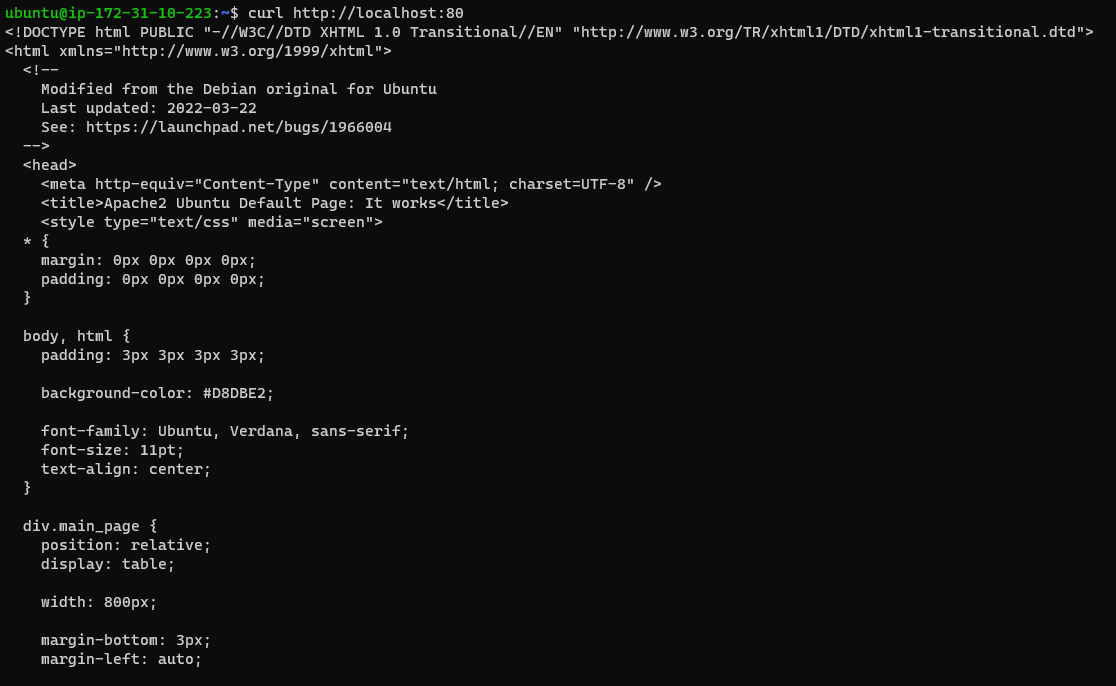 ubuntu@ip-172-31-10-223:~$ curl http://localhost:80
<!DOCTYPE html PUBLIC "-//W3C//DTD XHTML 1.0 Transitional//EN" "http://www.w3.org/TR/xhtml1/DTD/xhtml1-transitional.dtd">
<html xmlns="http://www.w3.org/1999/xhtml">
  <!--
    Modified from the Debian original for Ubuntu
    Last updated: 2022-03-22
    See: https://launchpad.net/bugs/1966004
  -->
  <head>
    <meta http-equiv="Content-Type" content="text/html; charset=UTF-8" />
    <title>Apache2 Ubuntu Default Page: It works</title>
    <style type="text/css" media="screen">
  * {
    margin: 0px 0px 0px 0px;
    padding: 0px 0px 0px 0px;
  }

  body, html {
    padding: 3px 3px 3px 3px;

    background-color: #D8DBE2;

    font-family: Ubuntu, Verdana, sans-serif;
    font-size: 11pt;
    text-align: center;
  }

  div.main_page {
    position: relative;
    display: table;

    width: 800px;

    margin-bottom: 3px;
    margin-left: auto;